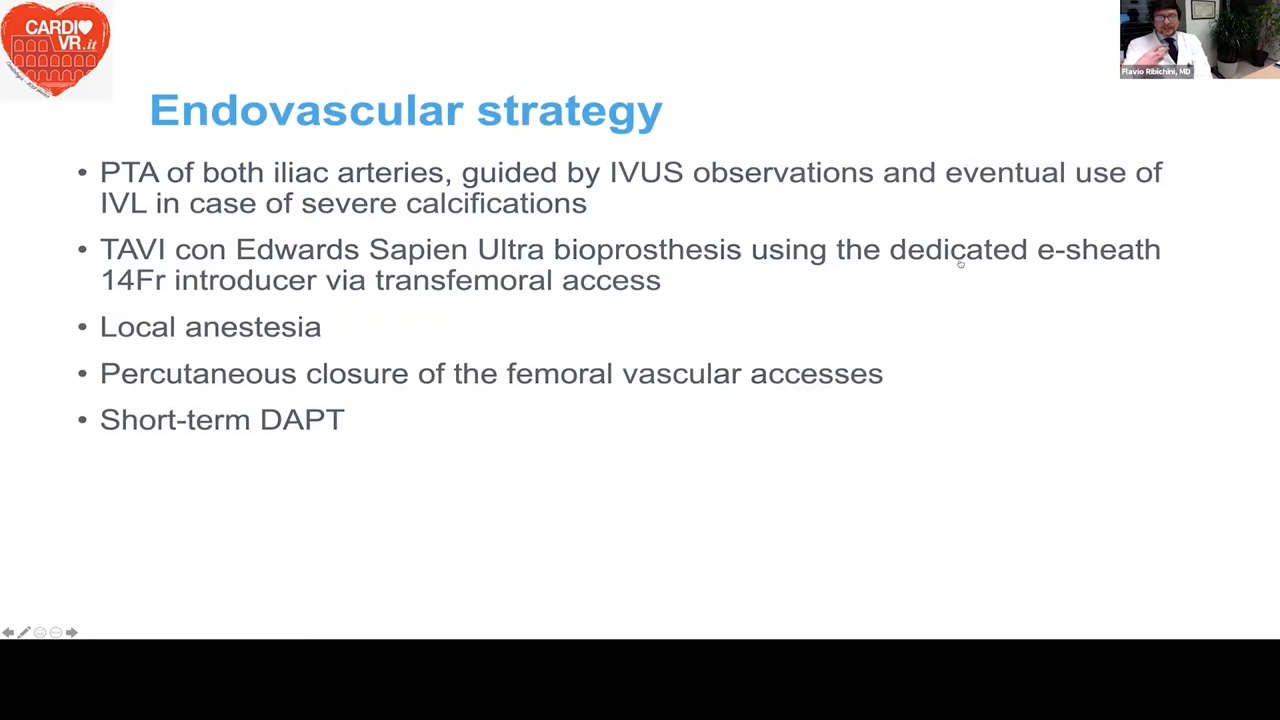 CARDIO
VR.it
Flavio Ribichini, MD
Endovascular strategy
• PTA of both iliac arteries, guided by IVUS observations and eventual use of
IVL in case of severe calcifications
• TAVI con Edwards Sapien Ultra bioprosthesis using the dedicated e-sheath
14Fr introducer via transfemoral access
• Local anestesia
• Percutaneous closure of the femoral vascular accesses
• Short-term DAPT